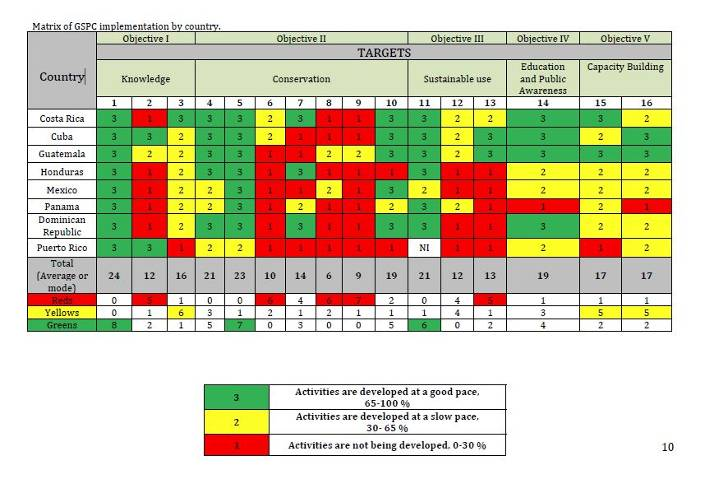 Matrix of GSPC implementation by country.
Objective I Objective II Objective III Objective IV Objective V
TARGETS
Country Knowledge Conservation Sustainable use Education and Public Awareness Capacity Building
1 2 3 4 5 6 7 8 9 10 11 12 13 14 15 16
Costa Rica 3 1 3 3 3 2 3 1 1 3 3 2 2 3 3 2
Cuba 3 3 2 3 3 2 1 1 1 3 3 2 3 3 2 3
Guatemala 3 2 2 3 3 1 1 2 2 3 3 2 3 3 3 3
Honduras 3 1 2 3 3 1 3 1 1 1 3 1 1 2 2 2
Mexico 3 1 2 2 3 1 1 2 1 3 2 1 1 2 2 2
Panama 3 1 2 2 3 1 2 1 1 2 3 2 1 1 2 1
Dominican Republic 3 1 2 3 3 1 3 1 1 3 3 1 1 3 2 2
Puerto Rico 3 3 1 2 2 1 1 1 1 1 NI 1 1 2 1 2
Total (Average or mode) 24 12 16 21 23 10 14 6 9 19 21 12 13 19 17 17
Reds 0 5 1 0 0 6 4 6 7 2 0 4 5 1 1 1
Yellows 0 1 6 3 1 2 1 2 1 1 1 4 1 3 5 5
Greens 8 2 1 5 7 0 3 0 0 5 6 0 2 4 2 2
3 Activities are developed at a good pace,
65-100 %
2 Activities are developed at a slow pace,
30- 65 %
1 Activities are not being developed, 0-30 %
10